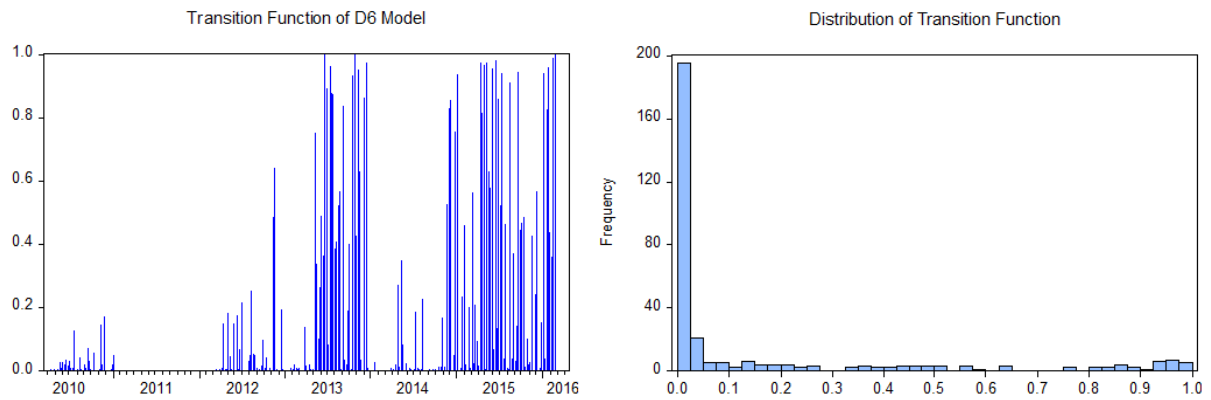 Transition Function of D6 Model
1.0
0.8
0.6
0.4
0.2
0.0
2010 2011 2012 2013 2014 2015 2016
Distribution of Transition Function
Frequency
200
160
120
80
40
0
0.0 0.1 0.2 0.3 0.4 0.5 0.6 0.7 0.8 0.9 1.0